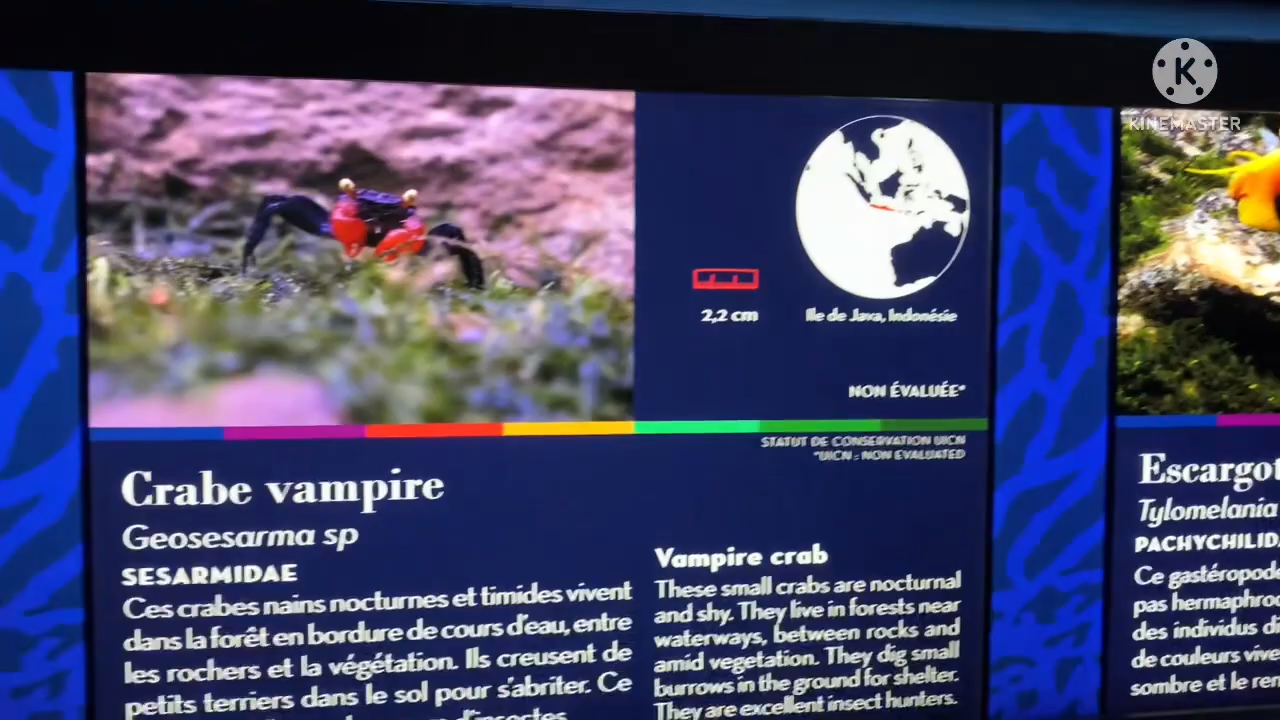 K
KINEMASTER
2,2 cm
Ile de Java, Indonésie
NON ÉVALUÉE*
STATUT DE CONSERVATION UICN
*UICN : NON EVALUATED
Crabe vampire
Geosesarma sp
SESARMIDAE
Ces crabes nains nocturnes et timides vivent
dans la forêt en bordure de cours d'eau, entre
les rochers et la végétation. Ils creusent de
petits terriers dans le sol pour s'abriter. Ce
d'insectes
Vampire crab
These small crabs are nocturnal
and shy. They live in forests near
waterways, between rocks and
amid vegetation. They dig small
burrows in the ground for shelter.
They are excellent insect hunters.
Escargot
Tylomelania
PACHYCHILID
Ce gastéropode
pas hermaphro
des individus di
de couleurs vive
sombre et le ren